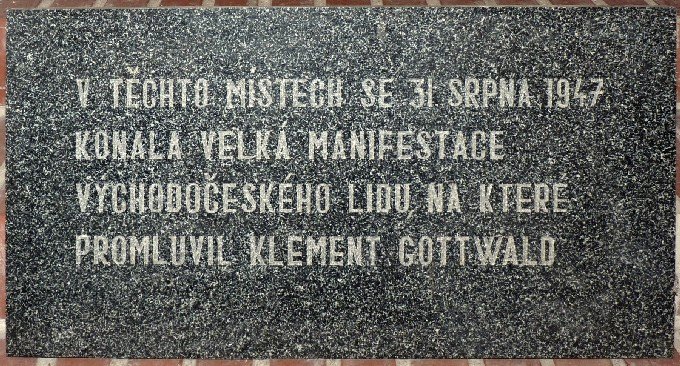 V TĚCHTO MÍSTECH SE 31 SRPNA 1947
KONALA VELKÁ MANIFESTACE
VÝCHODOČESKÉHO LIDU, NA KTERÉ
PROMLUVIL KLEMENT GOTTWALD